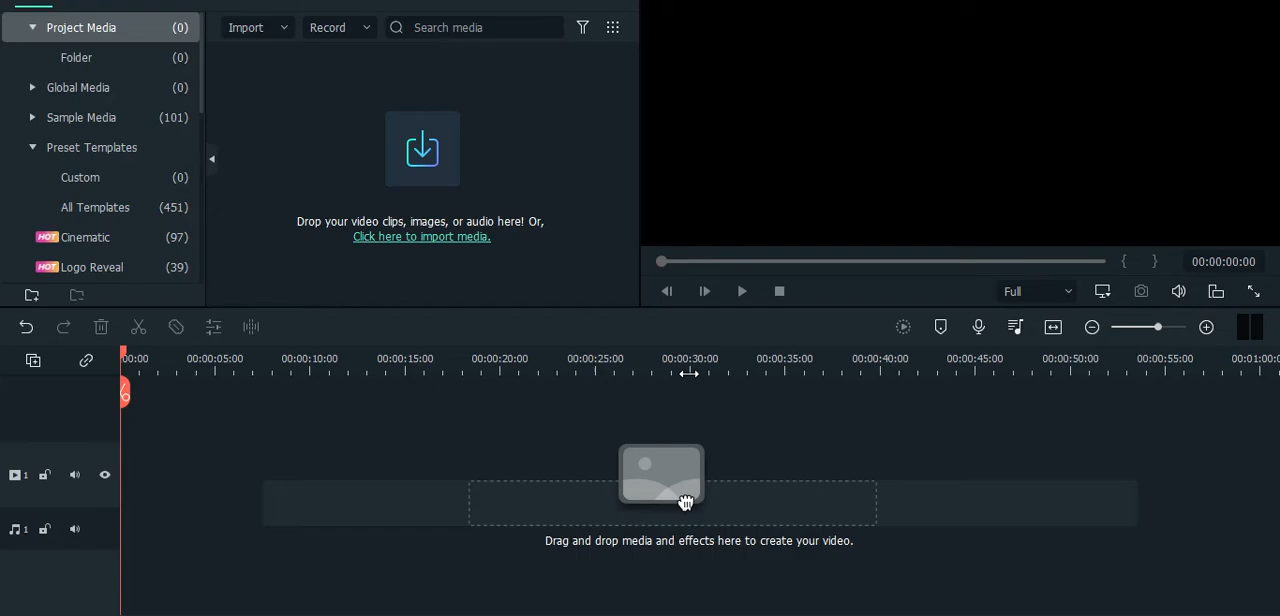 Project Media (0)
Folder (0)
Global Media (0)
Sample Media (101)
Preset Templates
Custom (0)
All Templates (451)
HOT Cinematic (97)
HOT Logo Reveal (39)
Import
Record
Search media
Drop your video clips, images, or audio here! Or,
Click here to import media.
{ }
00:00:00:00
Full
:00:00 00:00:05:00 00:00:10:00 00:00:15:00 00:00:20:00 00:00:25:00 00:00:30:00 00:00:35:00 00:00:40:00 00:00:45:00 00:00:50:00 00:00:55:00 00:01:00:0
1
Drag and drop media and effects here to create your video.
1